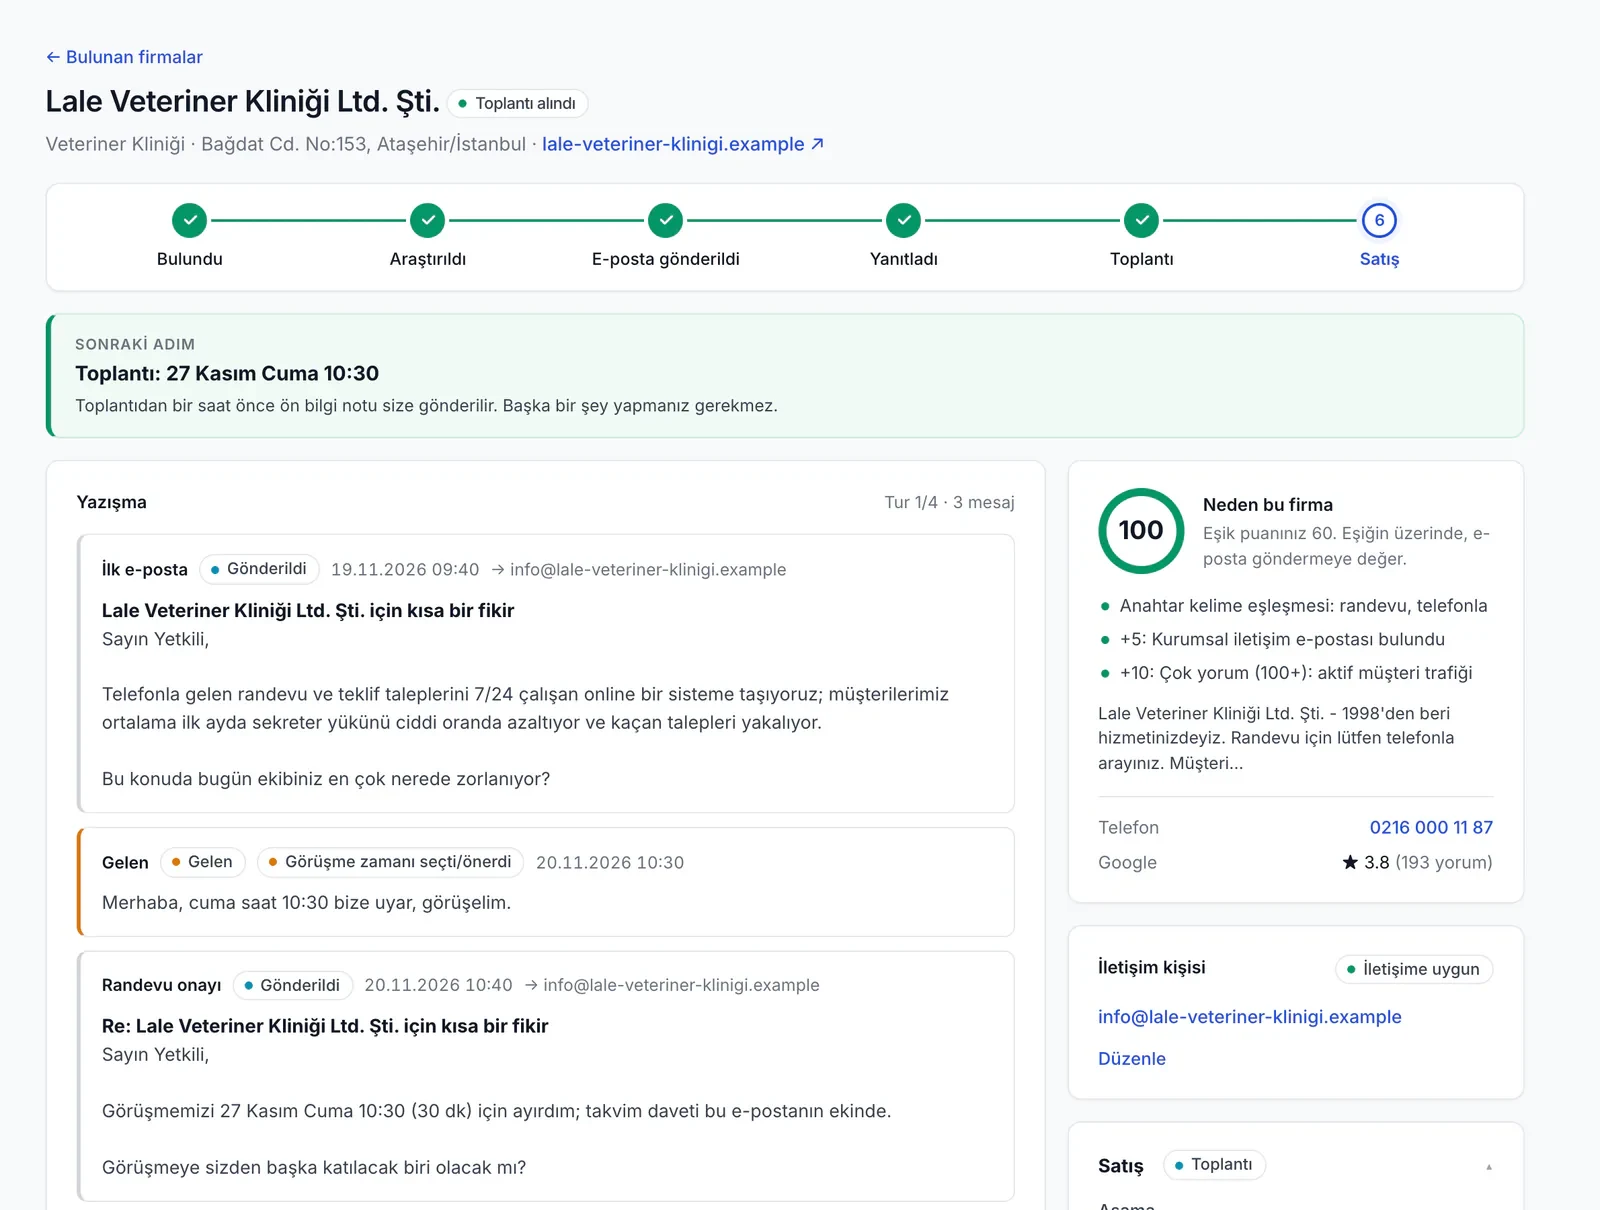 ← Bulunan firmalar
Lale Veteriner Kliniği Ltd. Şti. Toplantı alındı
Veteriner Kliniği · Bağdat Cd. No:153, Ataşehir/İstanbul · lale-veteriner-klinigi.example ↗
6
Bulundu Araştırıldı E-posta gönderildi Yanıtladı Toplantı Satış
SONRAKİ ADIM
Toplantı: 27 Kasım Cuma 10:30
Toplantıdan bir saat önce ön bilgi notu size gönderilir. Başka bir şey yapmanız gerekmez.
Yazışma Tur 1/4 · 3 mesaj
İlk e-posta Gönderildi 19.11.2026 09:40 → info@lale-veteriner-klinigi.example
Lale Veteriner Kliniği Ltd. Şti. için kısa bir fikir
Sayın Yetkili,
Telefonla gelen randevu ve teklif taleplerini 7/24 çalışan online bir sisteme taşıyoruz; müşterilerimiz
ortalama ilk ayda sekreter yükünü ciddi oranda azaltıyor ve kaçan talepleri yakalıyor.
Bu konuda bugün ekibiniz en çok nerede zorlanıyor?
Gelen Gelen Görüşme zamanı seçti/önerdi 20.11.2026 10:30
Merhaba, cuma saat 10:30 bize uyar, görüşelim.
Randevu onayı Gönderildi 20.11.2026 10:40 → info@lale-veteriner-klinigi.example
Re: Lale Veteriner Kliniği Ltd. Şti. için kısa bir fikir
Sayın Yetkili,
Görüşmemizi 27 Kasım Cuma 10:30 (30 dk) için ayırdım; takvim daveti bu e-postanın ekinde.
Görüşmeye sizden başka katılacak biri olacak mı?
100
Neden bu firma
Eşik puanınız 60. Eşiğin üzerinde, e-
posta göndermeye değer.
Anahtar kelime eşleşmesi: randevu, telefonla
+5: Kurumsal iletişim e-postası bulundu
+10: Çok yorum (100+): aktif müşteri trafiği
Lale Veteriner Kliniği Ltd. Şti. - 1998'den beri
hizmetinizdeyiz. Randevu için lütfen telefonla
arayınız. Müşteri...
Telefon 0216 000 11 87
Google ★ 3.8 (193 yorum)
İletişim kişisi İletişime uygun
info@lale-veteriner-klinigi.example
Düzenle
Satış Toplantı
Aşama